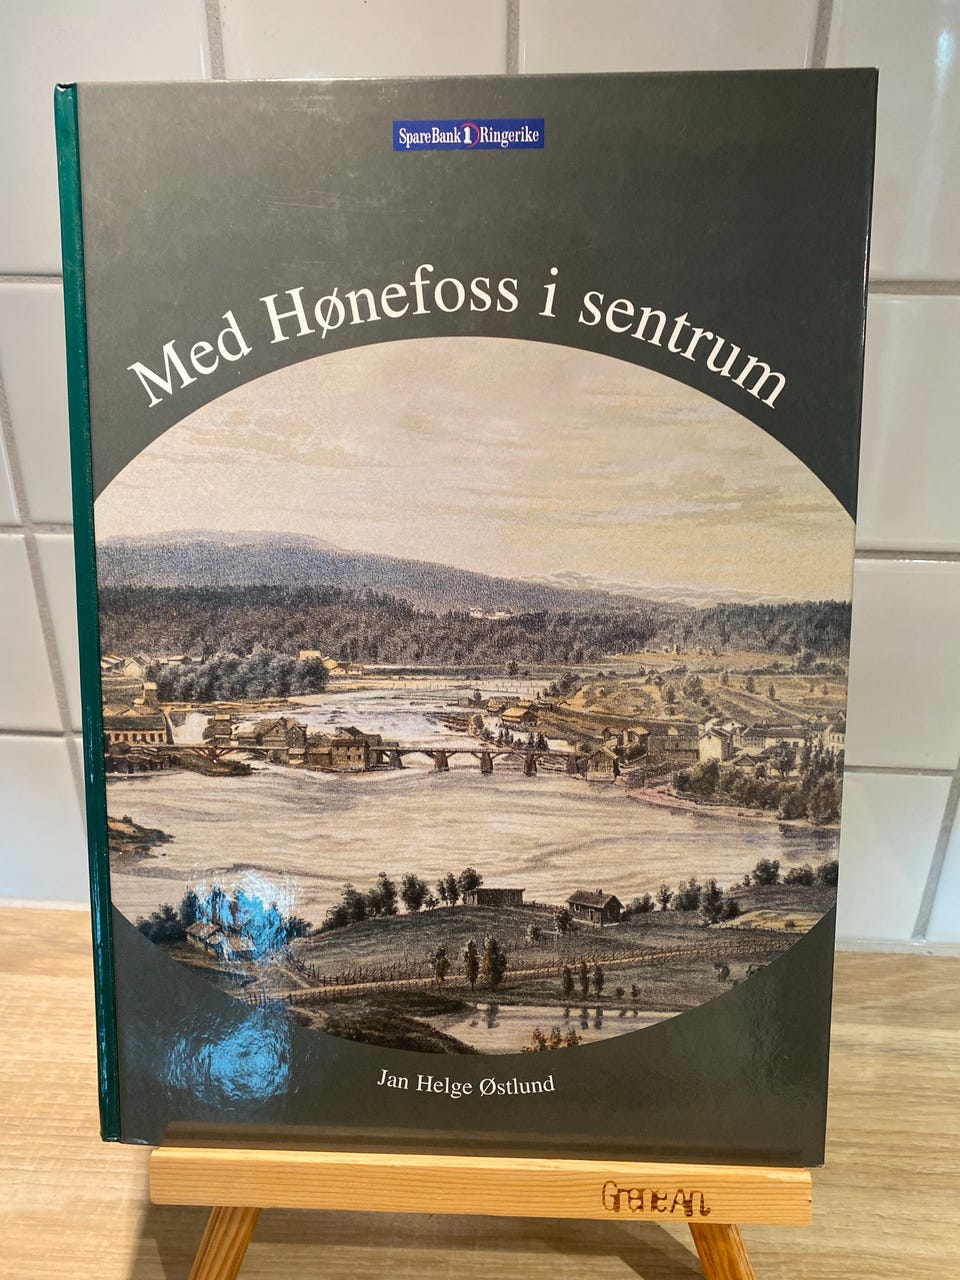 SpareBank 1 Ringerike
Med Hønefoss i sentrum
Jan Helge Østlund